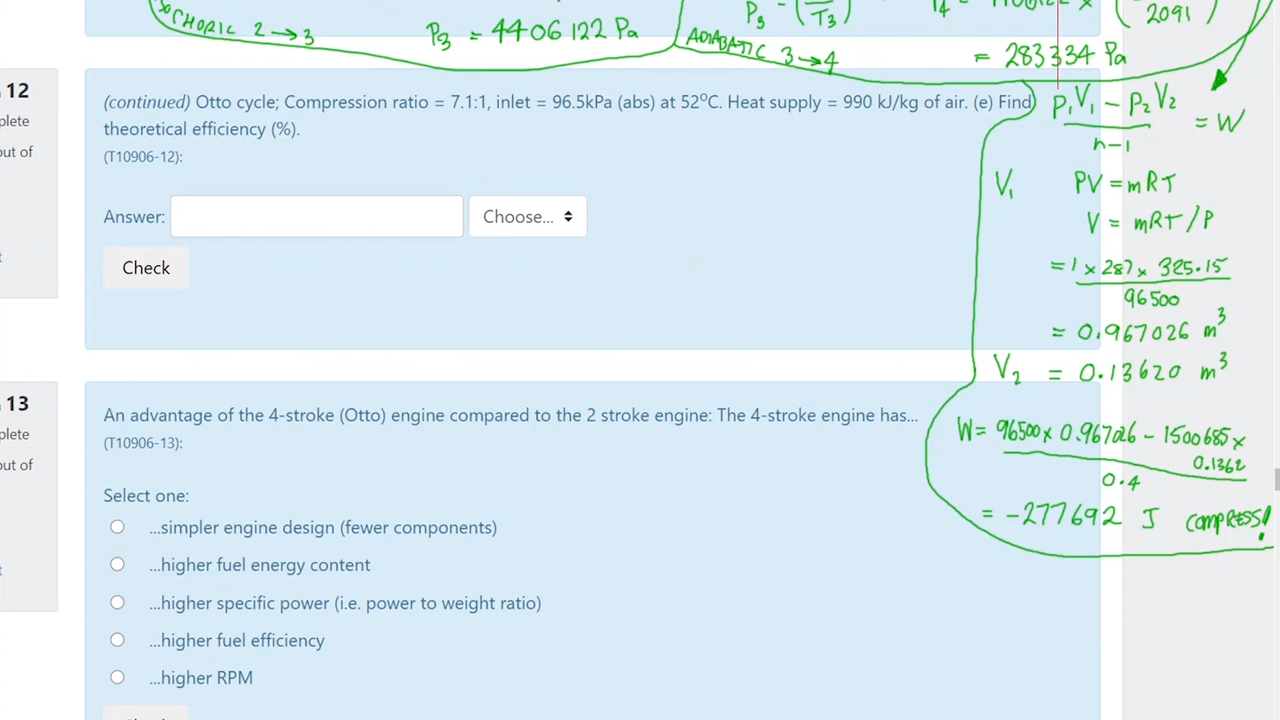 OCHORIC 2→3
P3 = 4406122 Pa
ADIABATIC 3→4
P3
T3
2091
= 283334 Pa
12
plete
out of
(continued) Otto cycle; Compression ratio = 7.1:1, inlet = 96.5kPa (abs) at 52ºC. Heat supply = 990 kJ/kg of air. (e) Find
theoretical efficiency (%).
(T10906-12):
Answer:
Choose...
Check
P1V1 - P2V2
= W
n-1
V1 PV = mRT
V = mRT/P
= 1 x 287 x 325.15
96500
= 0.967026 m3
V2 = 0.13620 m3
W = 96500 x 0.967026 - 1500685 x
0.1362
0.4
= -277692 J COMPRESS!
13
plete
out of
An advantage of the 4-stroke (Otto) engine compared to the 2 stroke engine: The 4-stroke engine has...
(T10906-13):
Select one:
...simpler engine design (fewer components)
...higher fuel energy content
...higher specific power (i.e. power to weight ratio)
...higher fuel efficiency
...higher RPM